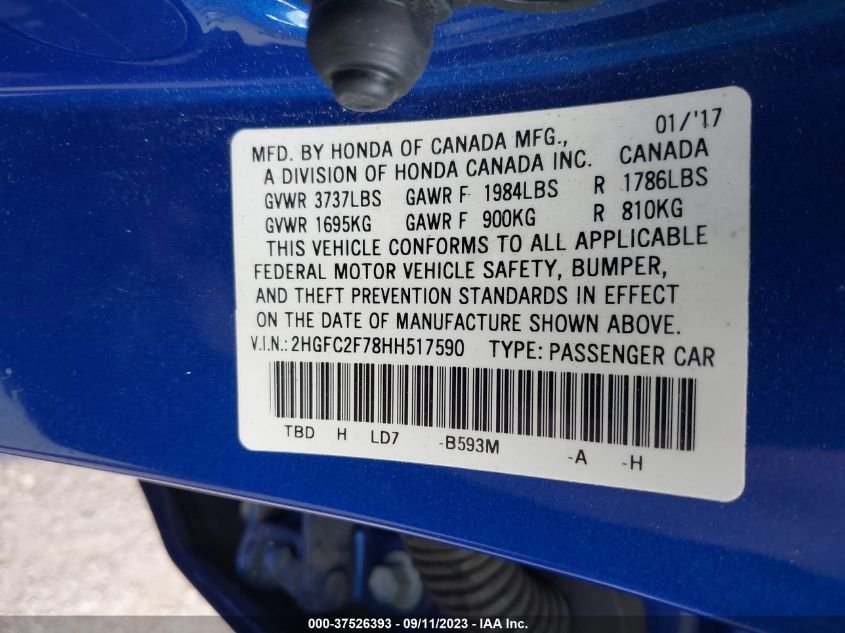 01/'17
MFD. BY HONDA OF CANADA MFG., CANADA
A DIVISION OF HONDA CANADA INC.
GVWR 3737LBS GAWR F 1984LBS R 1786LBS
GVWR 1695KG GAWR F 900KG R 810KG
THIS VEHICLE CONFORMS TO ALL APPLICABLE
FEDERAL MOTOR VEHICLE SAFETY, BUMPER,
AND THEFT PREVENTION STANDARDS IN EFFECT
ON THE DATE OF MANUFACTURE SHOWN ABOVE.
V.I.N.: 2HGFC2F78HH517590 TYPE: PASSENGER CAR
TBD H LD7 -B593M -A -H
000-37526393 - 09/11/2023 - © IAA Inc.